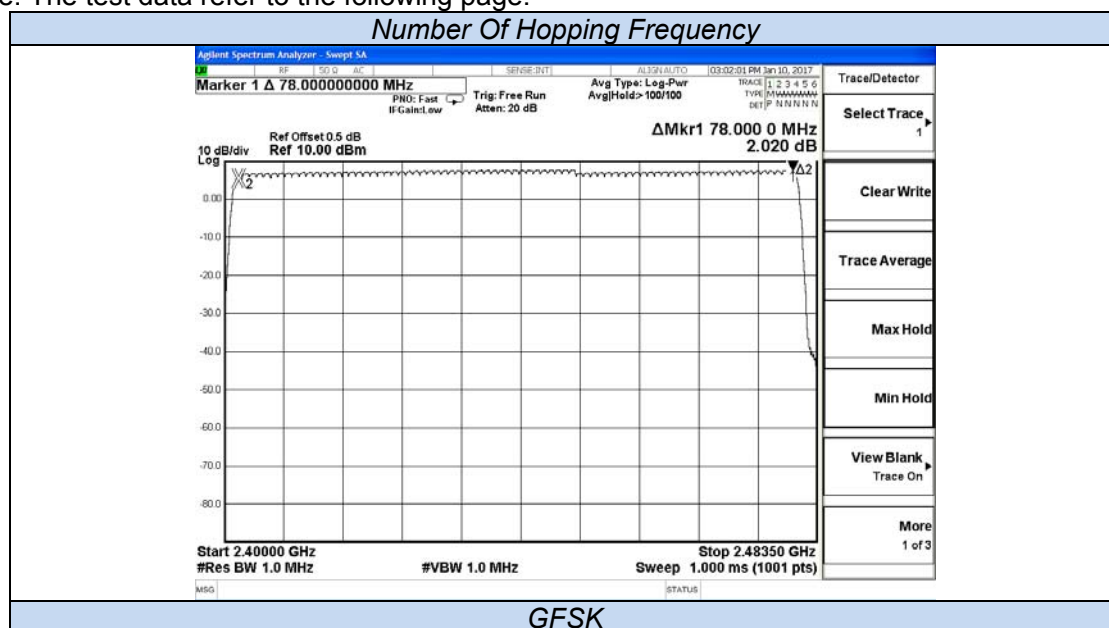 e. The test data refer to the following page.
Number Of Hopping Frequency
Agilent Spectrum Analyzer - Swept SA
RF 50 Ω AC SENSE:INT ALIGNAUTO 03:02:01 PM Jan 10, 2017
Marker 1 Δ 78.000000000 MHz
PNO: Fast
IFGain:Low
Trig: Free Run
Atten: 20 dB
Avg Type: Log-Pwr
Avg|Hold:>100/100
TRACE 1 2 3 4 5 6
TYPE MWWWWW
DET P N N N N N
Trace/Detector
Select Trace
1
Clear Write
Trace Average
Max Hold
Min Hold
View Blank
Trace On
More
1 of 3
ΔMkr1 78.000 0 MHz
2.020 dB
Ref Offset 0.5 dB
10 dB/div Ref 10.00 dBm
Log
2
Δ2
0.00
-10.0
-20.0
-30.0
-40.0
-50.0
-60.0
-70.0
-80.0
Start 2.40000 GHz Stop 2.48350 GHz
#Res BW 1.0 MHz #VBW 1.0 MHz Sweep 1.000 ms (1001 pts)
MSG STATUS
GFSK